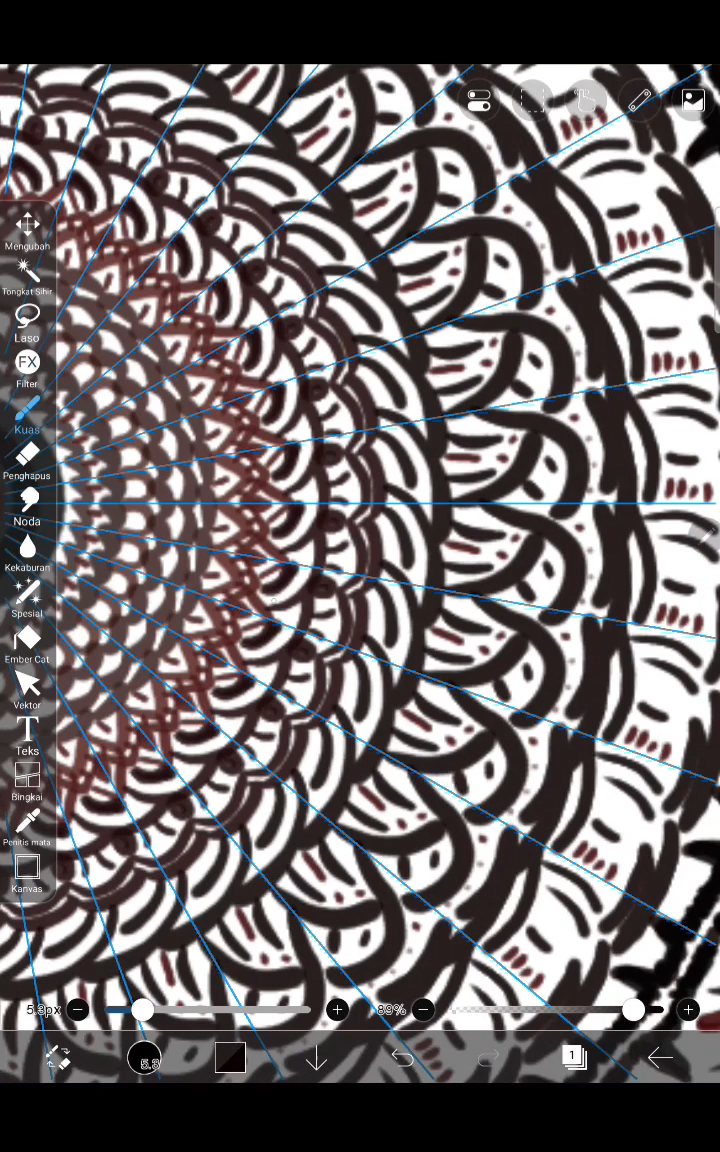 Mengubah
Tongkat Sihir
Laso
FX
Filter
Kuas
Penghapus
Noda
Kekaburan
Spesial
Ember Cat
Vektor
T
Teks
Bingkai
Penitis mata
Kanvas
5.3px
89%
5.3
1